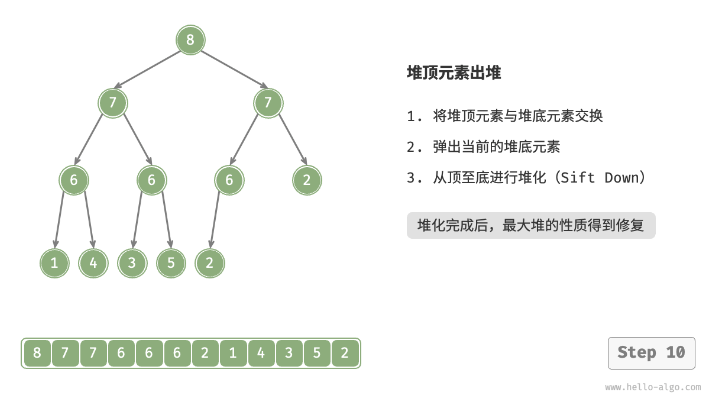 8
堆顶元素出堆
7 7
1. 将堆顶元素与堆底元素交换
2. 弹出当前的堆底元素
6 6 6 2
3. 从顶至底进行堆化（Sift Down）
堆化完成后，最大堆的性质得到修复
1 4 3 5 2
8 7 7 6 6 6 2 1 4 3 5 2
Step 10
www.hello-algo.com